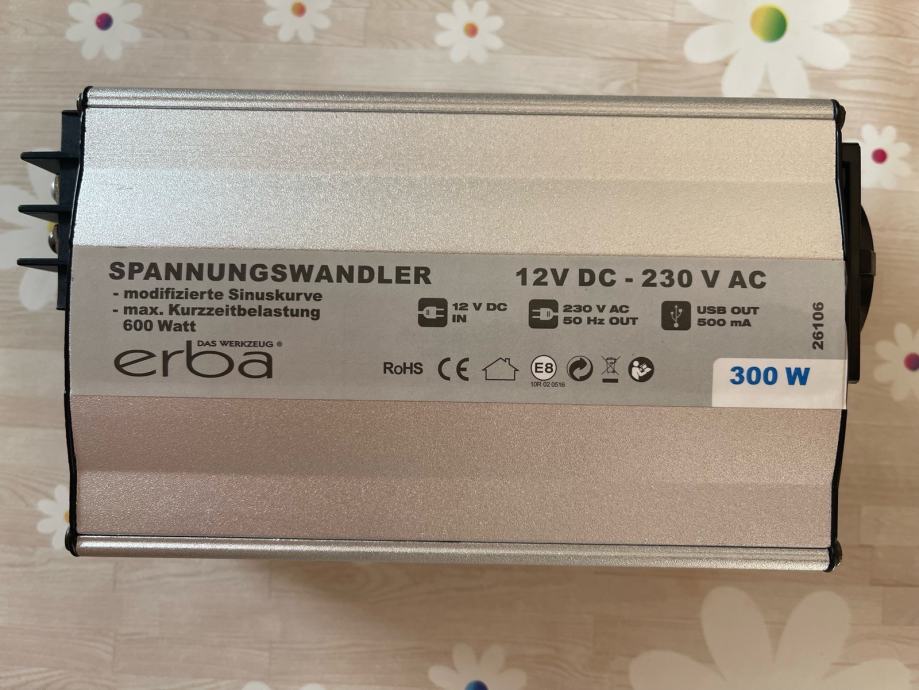 SPANNUNGSWANDLER
- modifizierte Sinuskurve
- max. Kurzzeitbelastung
600 Watt
DAS WERKZEUG ®
erba
12V DC - 230 V AC
12 V DC
IN
230 V AC
50 Hz OUT
USB OUT
500 mA
26106
RoHS CE E8
10R 02 0516
300 W